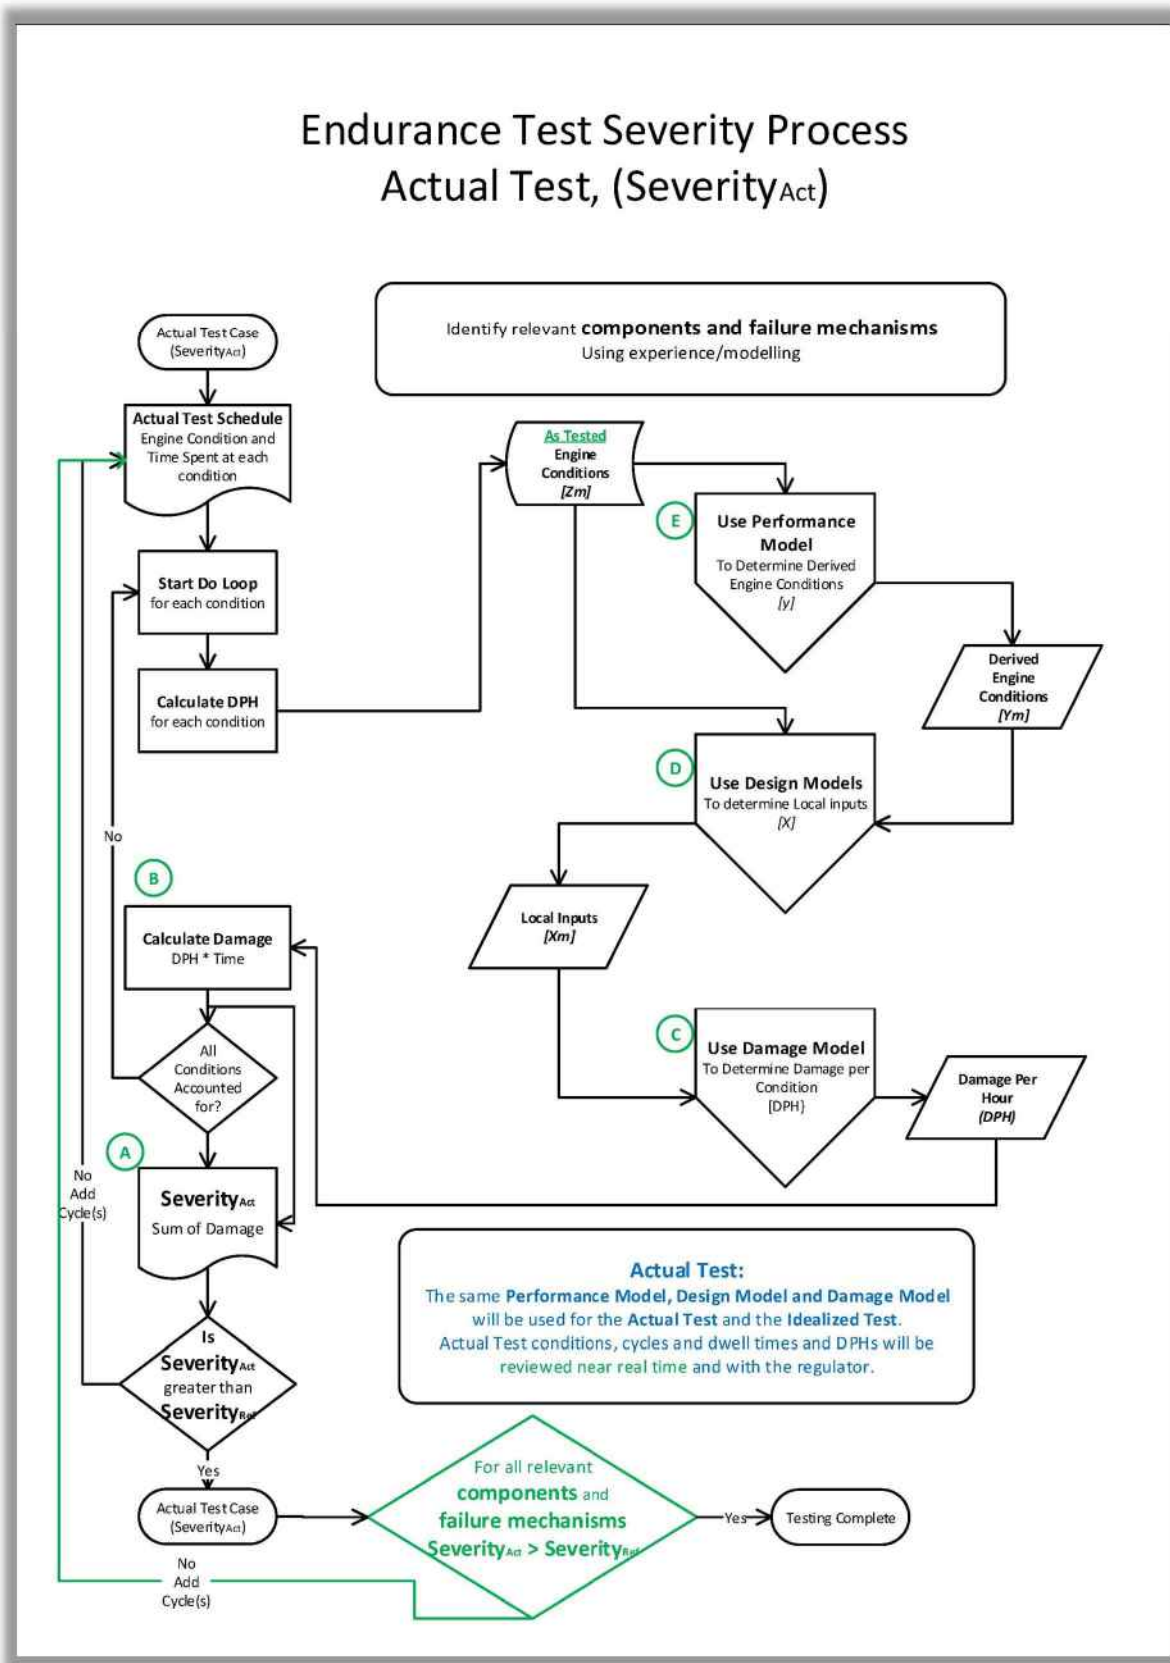 Endurance Test Severity Process
Actual Test, (SeverityAct)
Identify relevant components and failure mechanisms
Using experience/modelling
Actual Test Case
(SeverityAct)
Actual Test Schedule
Engine Condition and
Time Spent at each
condition
As Tested
Engine
Conditions
[Zm]
E
Use Performance
Model
To Determine Derived
Engine Conditions
[y]
Start Do Loop
for each condition
Derived
Engine
Conditions
[Ym]
Calculate DPH
for each condition
D
Use Design Models
To determine Local inputs
[X]
No
B
Local Inputs
[Xm]
Calculate Damage
DPH * Time
C
Use Damage Model
To Determine Damage per
Condition
[DPH}
Damage Per
Hour
(DPH)
All
Conditions
Accounted
for?
A
No
Add
Cycle(s)
SeverityAct
Sum of Damage
Actual Test:
The same Performance Model, Design Model and Damage Model
will be used for the Actual Test and the Idealized Test.
Actual Test conditions, cycles and dwell times and DPHs will be
reviewed near real time and with the regulator.
Is
SeverityAct
greater than
SeverityRef
Yes
Actual Test Case
(SeverityAct)
For all relevant
components and
failure mechanisms
SeverityAct > SeverityRef
Yes
Testing Complete
No
Add
Cycle(s)